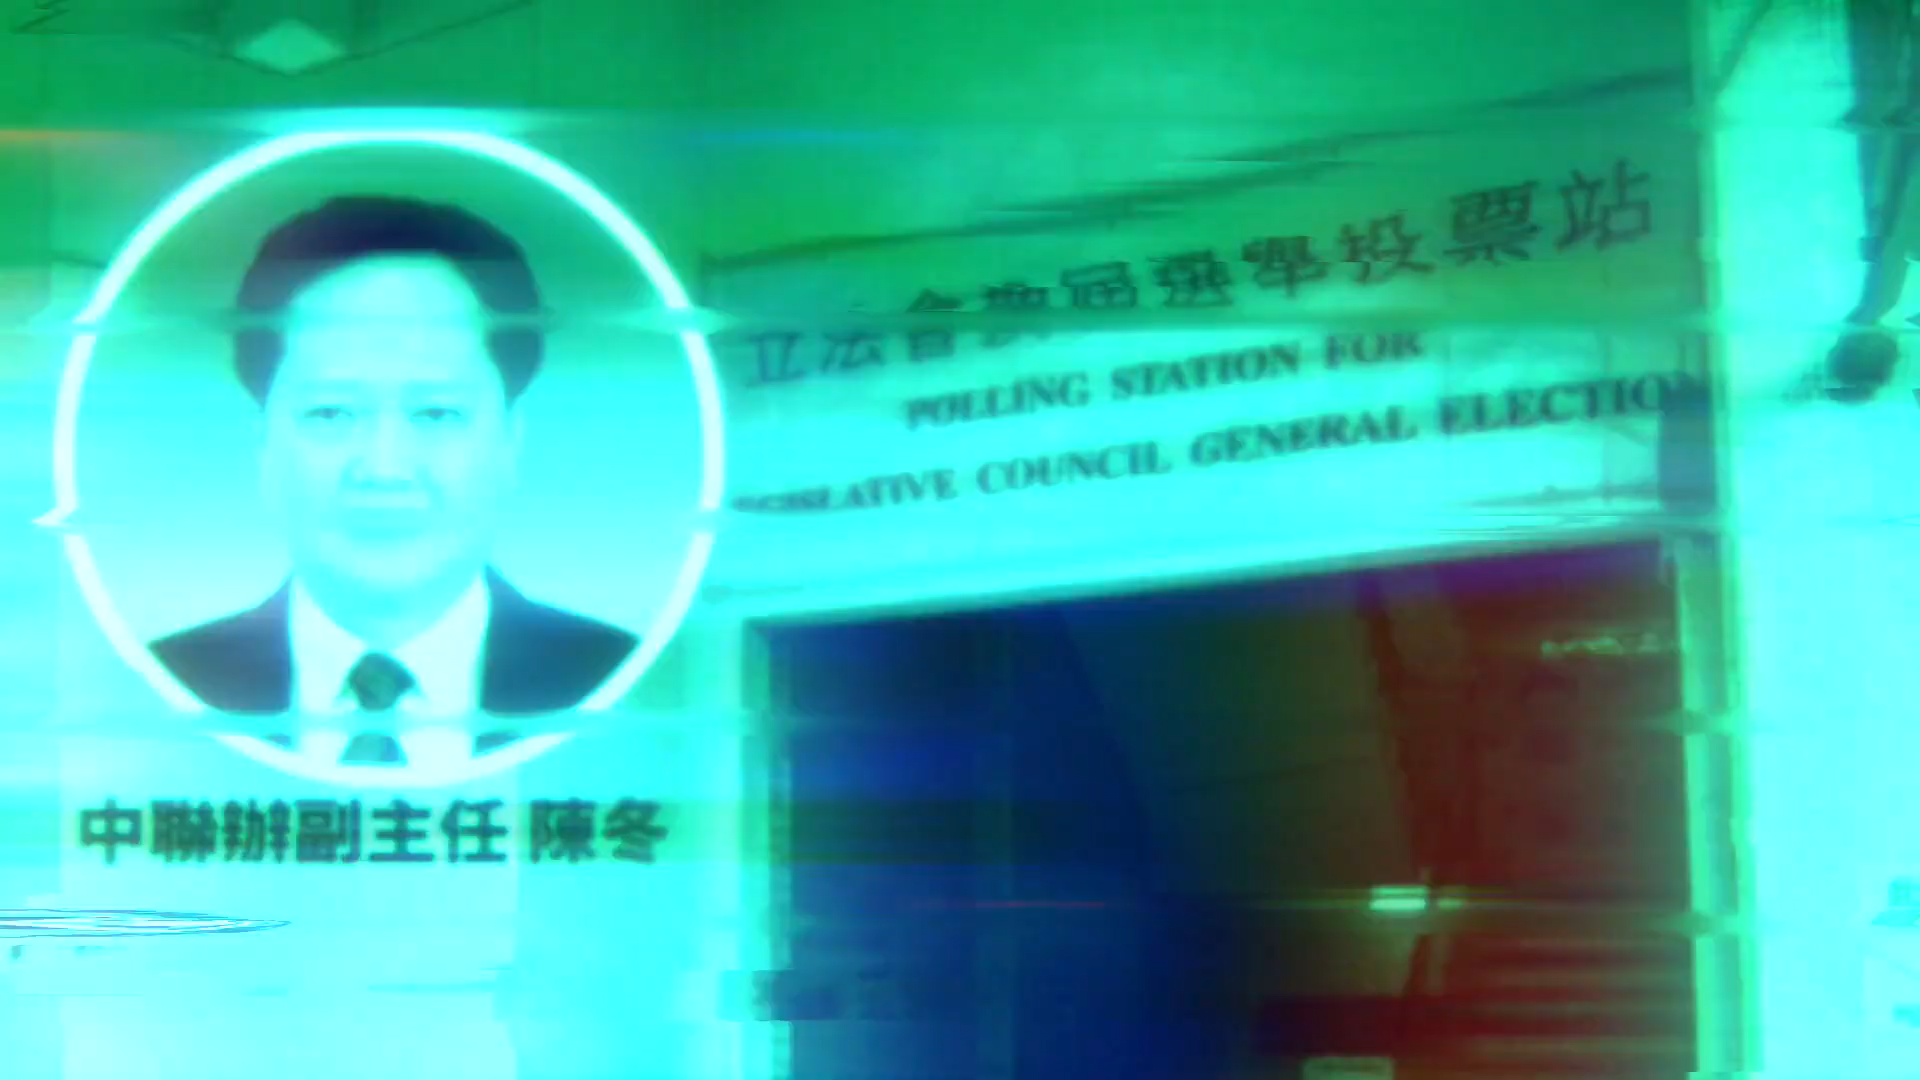 立法會換屆選舉投票站
POLLING STATION FOR
LEGISLATIVE COUNCIL GENERAL ELECTION
中聯辦副主任 陳冬